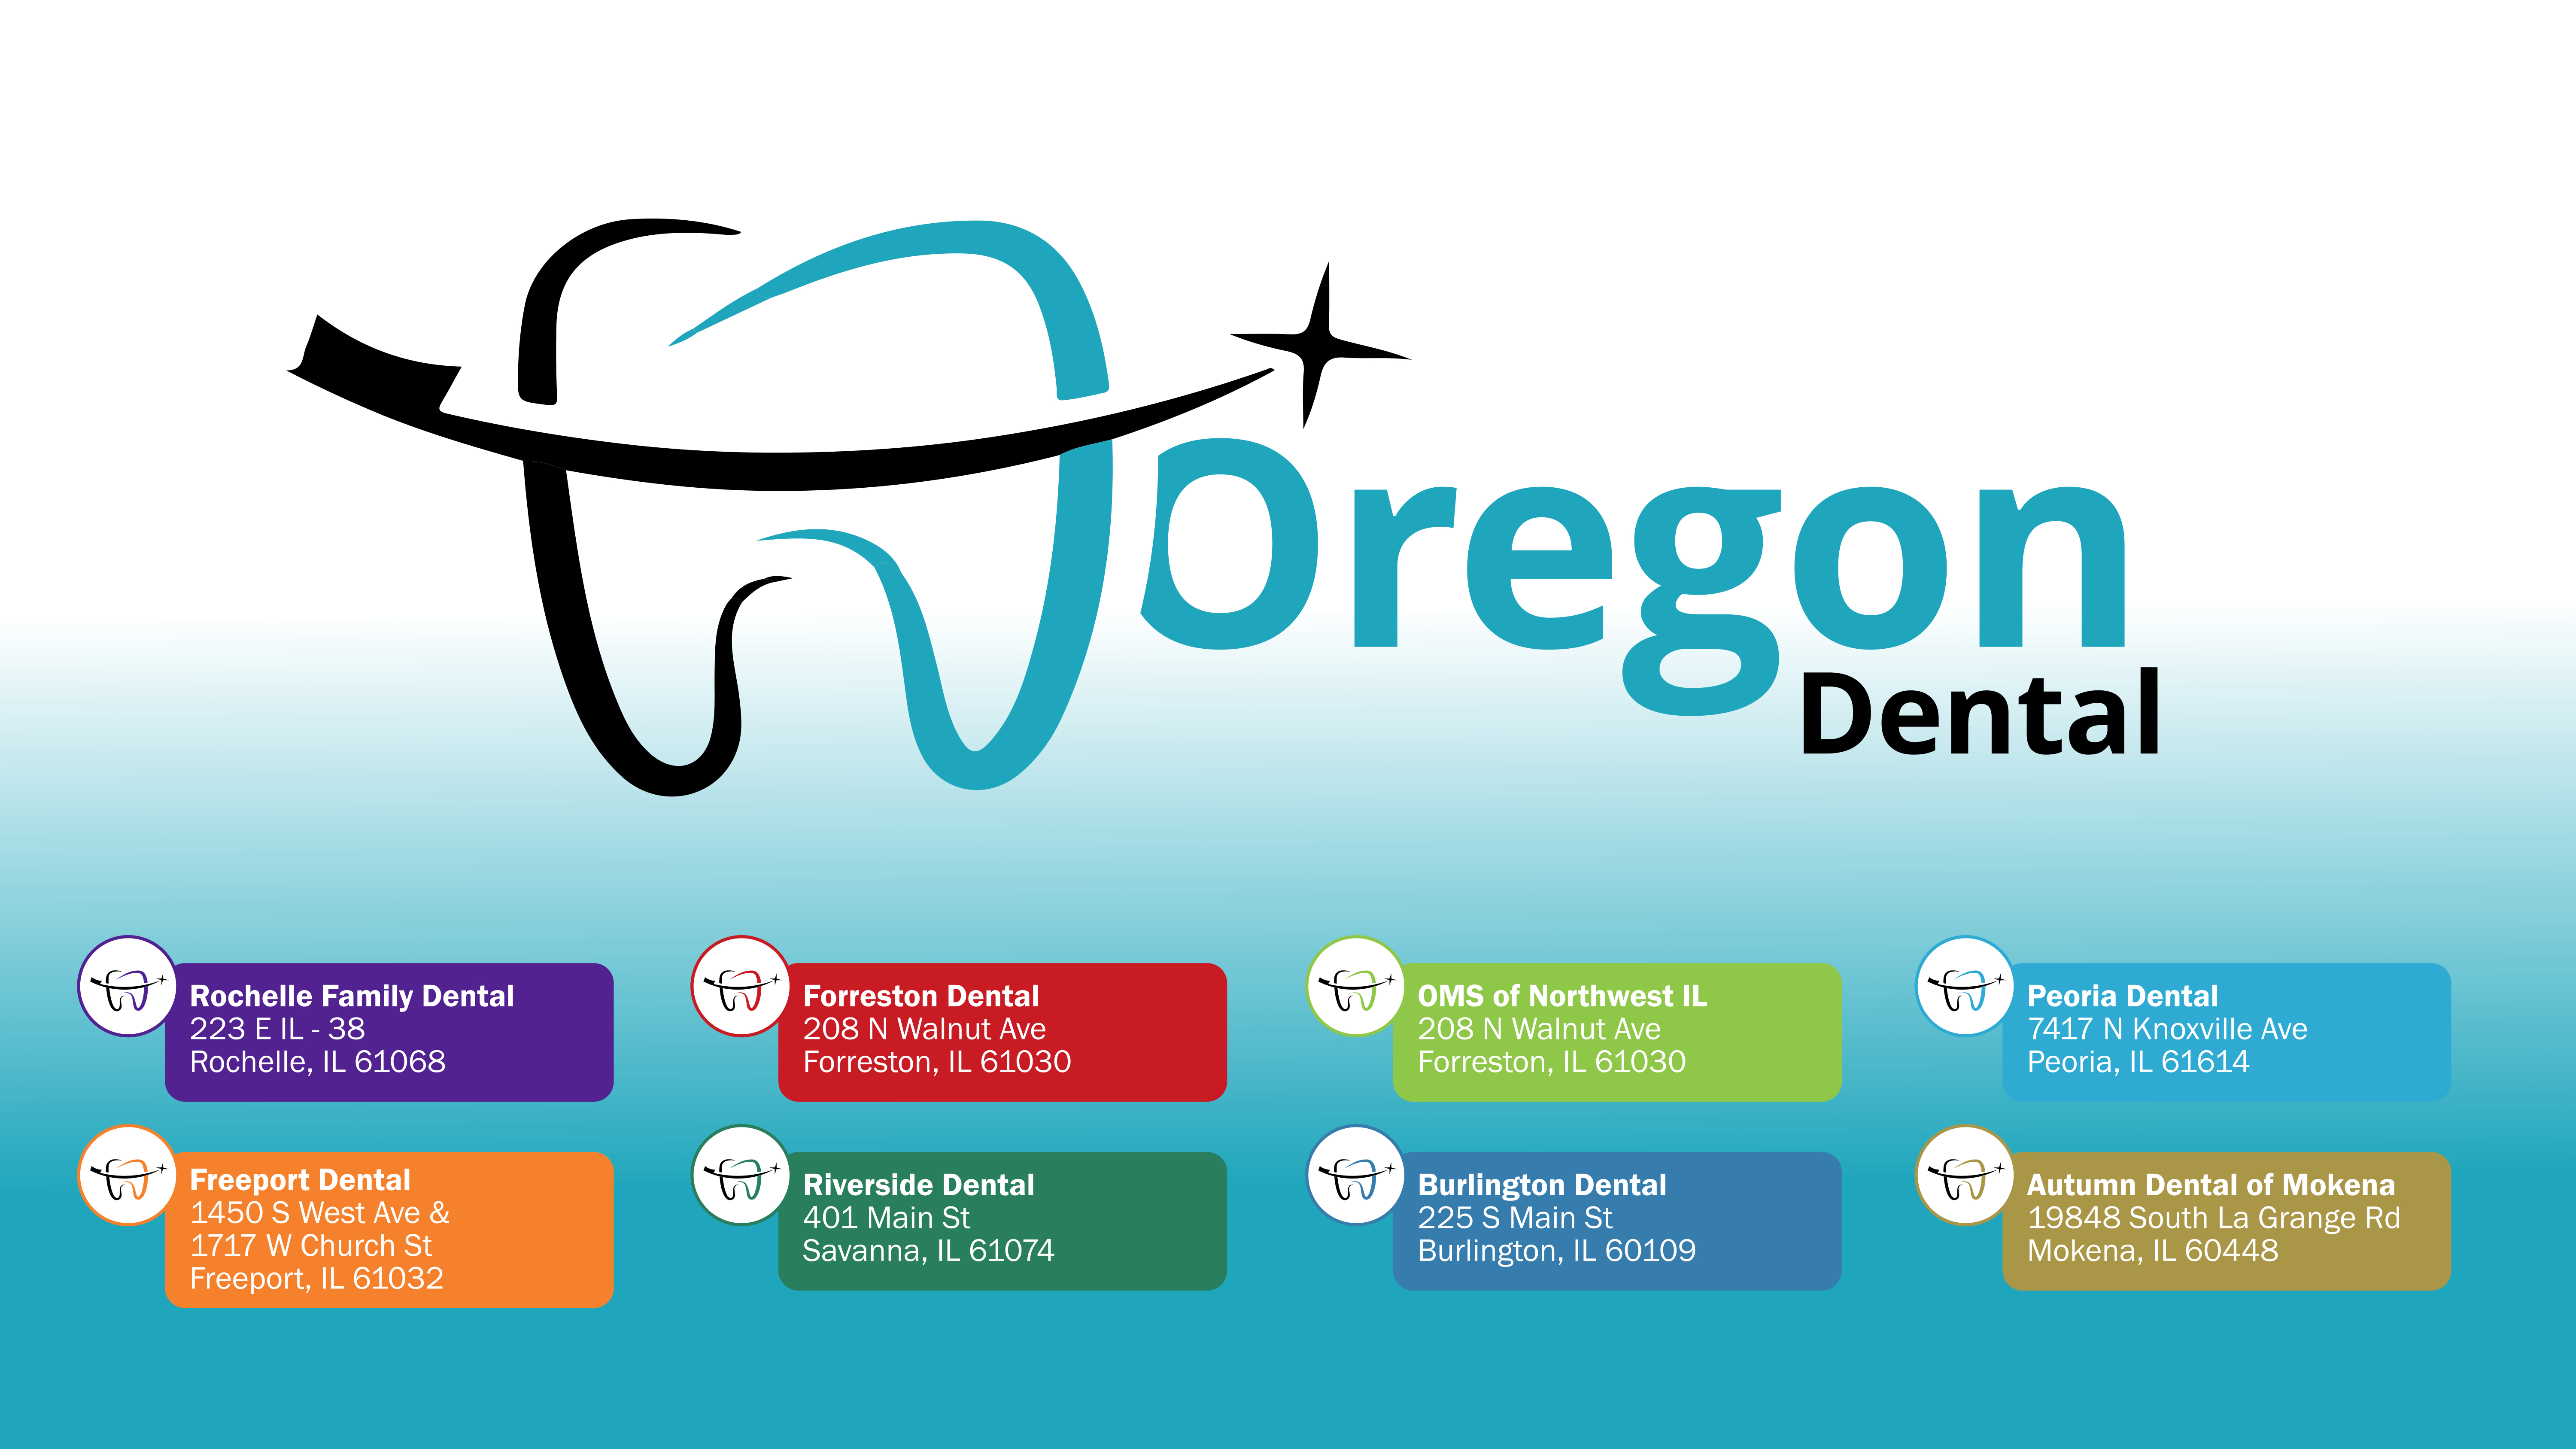 Oregon
Dental
Rochelle Family Dental
223 E IL - 38
Rochelle, IL 61068
Forreston Dental
208 N Walnut Ave
Forreston, IL 61030
OMS of Northwest IL
208 N Walnut Ave
Forreston, IL 61030
Peoria Dental
7417 N Knoxville Ave
Peoria, IL 61614
Freeport Dental
1450 S West Ave &
1717 W Church St
Freeport, IL 61032
Riverside Dental
401 Main St
Savanna, IL 61074
Burlington Dental
225 S Main St
Burlington, IL 60109
Autumn Dental of Mokena
19848 South La Grange Rd
Mokena, IL 60448